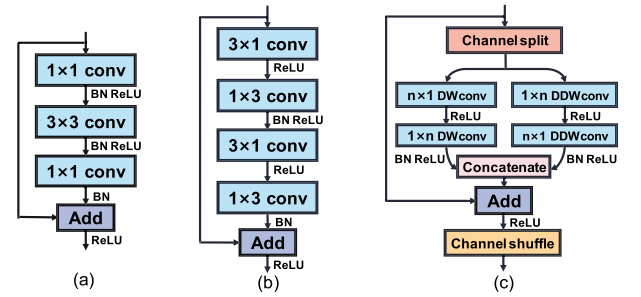 1×1 conv
BN ReLU
3×3 conv
BN ReLU
1×1 conv
BN
Add
ReLU
(a)
3×1 conv
ReLU
1×3 conv
BN ReLU
3×1 conv
ReLU
1×3 conv
BN
Add
ReLU
(b)
Channel split
n×1 DWconv
1×n DDWconv
ReLU
ReLU
1×n DWconv
n×1 DDWconv
BN ReLU
BN ReLU
Concatenate
Add
ReLU
Channel shuffle
(c)